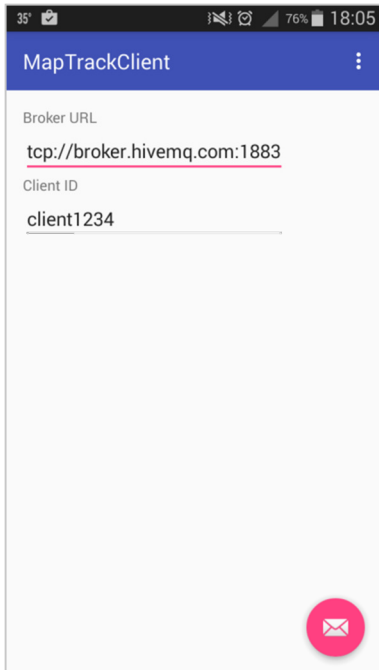 35° 76% 18:05
MapTrackClient
Broker URL
tcp://broker.hivemq.com:1883
Client ID
client1234